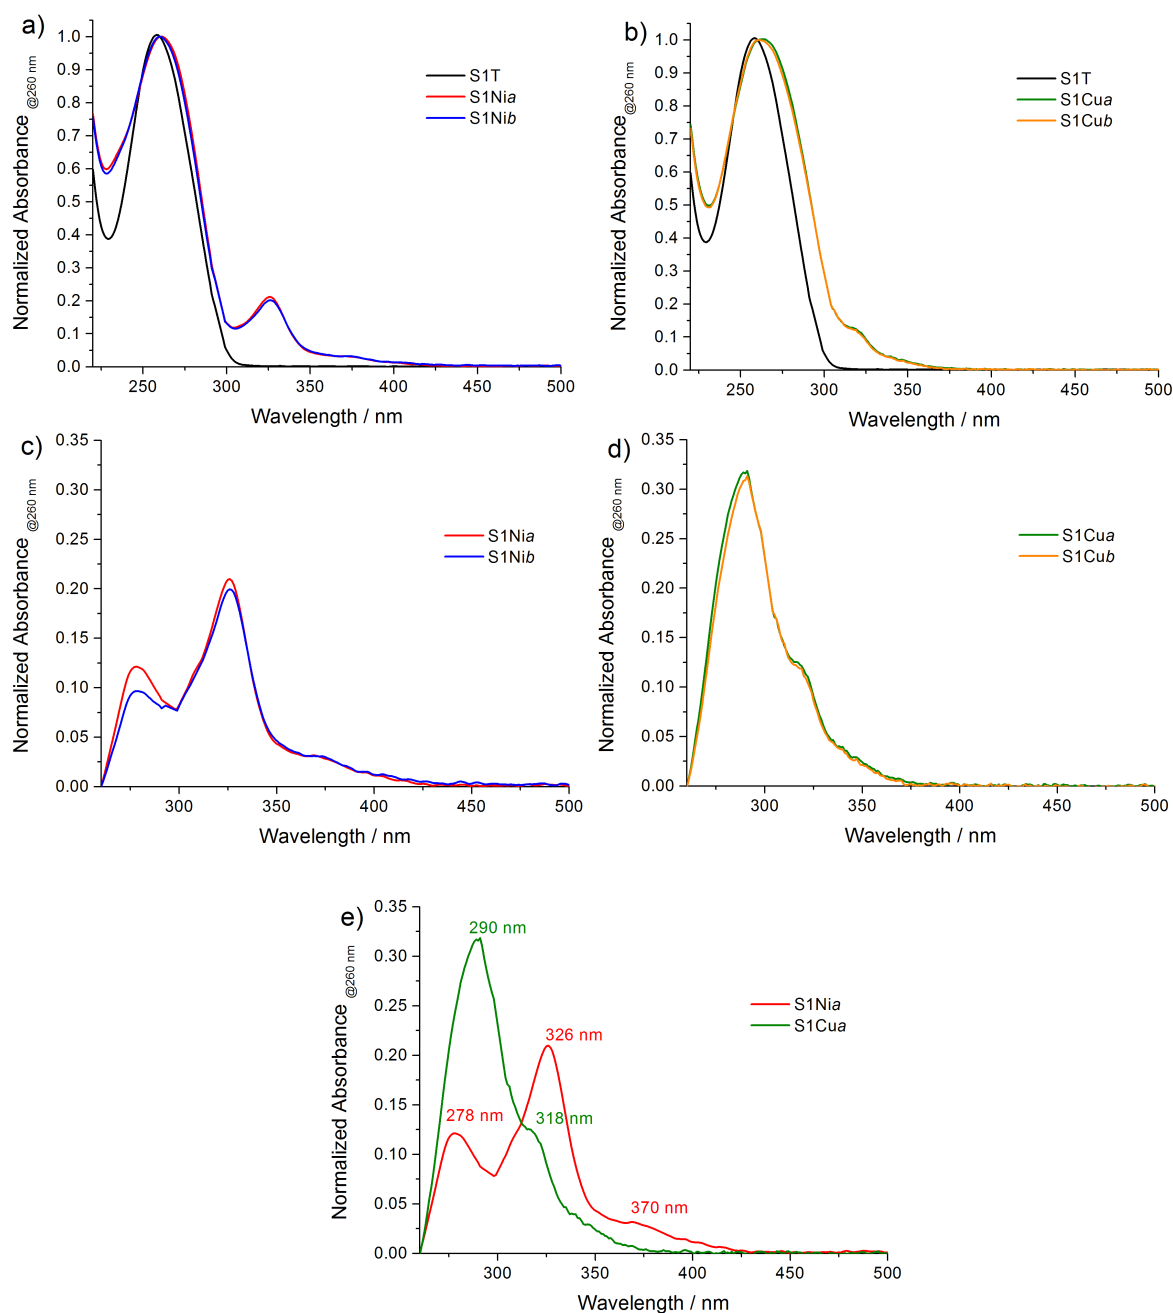 a)
Normalized Absorbance @260 nm
1.0
0.9
0.8
0.7
0.6
0.5
0.4
0.3
0.2
0.1
0.0
S1T
S1Nia
S1Nib
250 300 350 400 450 500
Wavelength / nm
b)
Normalized Absorbance @260 nm
1.0
0.9
0.8
0.7
0.6
0.5
0.4
0.3
0.2
0.1
0.0
S1T
S1Cua
S1Cub
250 300 350 400 450 500
Wavelength / nm
c)
Normalized Absorbance @260 nm
0.35
0.30
0.25
0.20
0.15
0.10
0.05
0.00
S1Nia
S1Nib
300 350 400 450 500
Wavelength / nm
d)
Normalized Absorbance @260 nm
0.35
0.30
0.25
0.20
0.15
0.10
0.05
0.00
S1Cua
S1Cub
300 350 400 450 500
Wavelength / nm
e)
Normalized Absorbance @260 nm
0.35
0.30
0.25
0.20
0.15
0.10
0.05
0.00
290 nm
S1Nia
S1Cua
326 nm
278 nm
318 nm
370 nm
300 350 400 450 500
Wavelength / nm